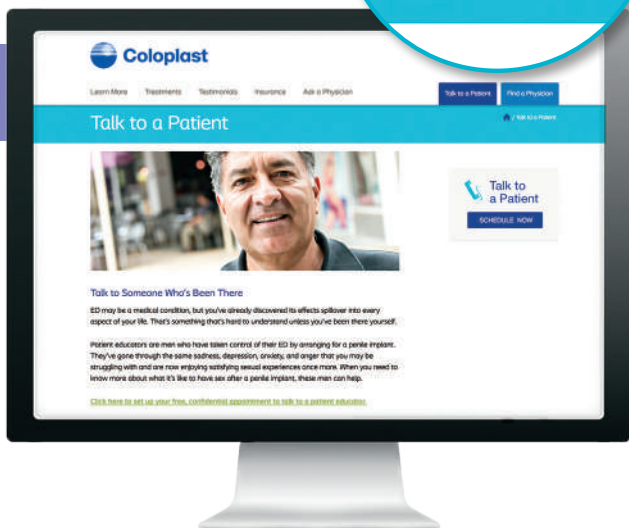 Coloplast
Learn More Treatments Testimonials Insurance Ask a Physician
Talk to a Patient Find a Physician
Talk to a Patient
/ Talk to a Patient
Talk to
a Patient
SCHEDULE NOW
Talk to Someone Who's Been There
ED may be a medical condition, but you've already discovered its effects spillover into every
aspect of your life. That's something that's hard to understand unless you've been there yourself.
Patient educators are men who have taken control of their ED by arranging for a penile implant.
They've gone through the same sadness, depression, anxiety, and anger that you may be
struggling with and are now enjoying satisfying sexual experiences once more. When you need to
know more about what it's like to have sex after a penile implant, these men can help.
Click here to set up your free, confidential appointment to talk to a patient educator.